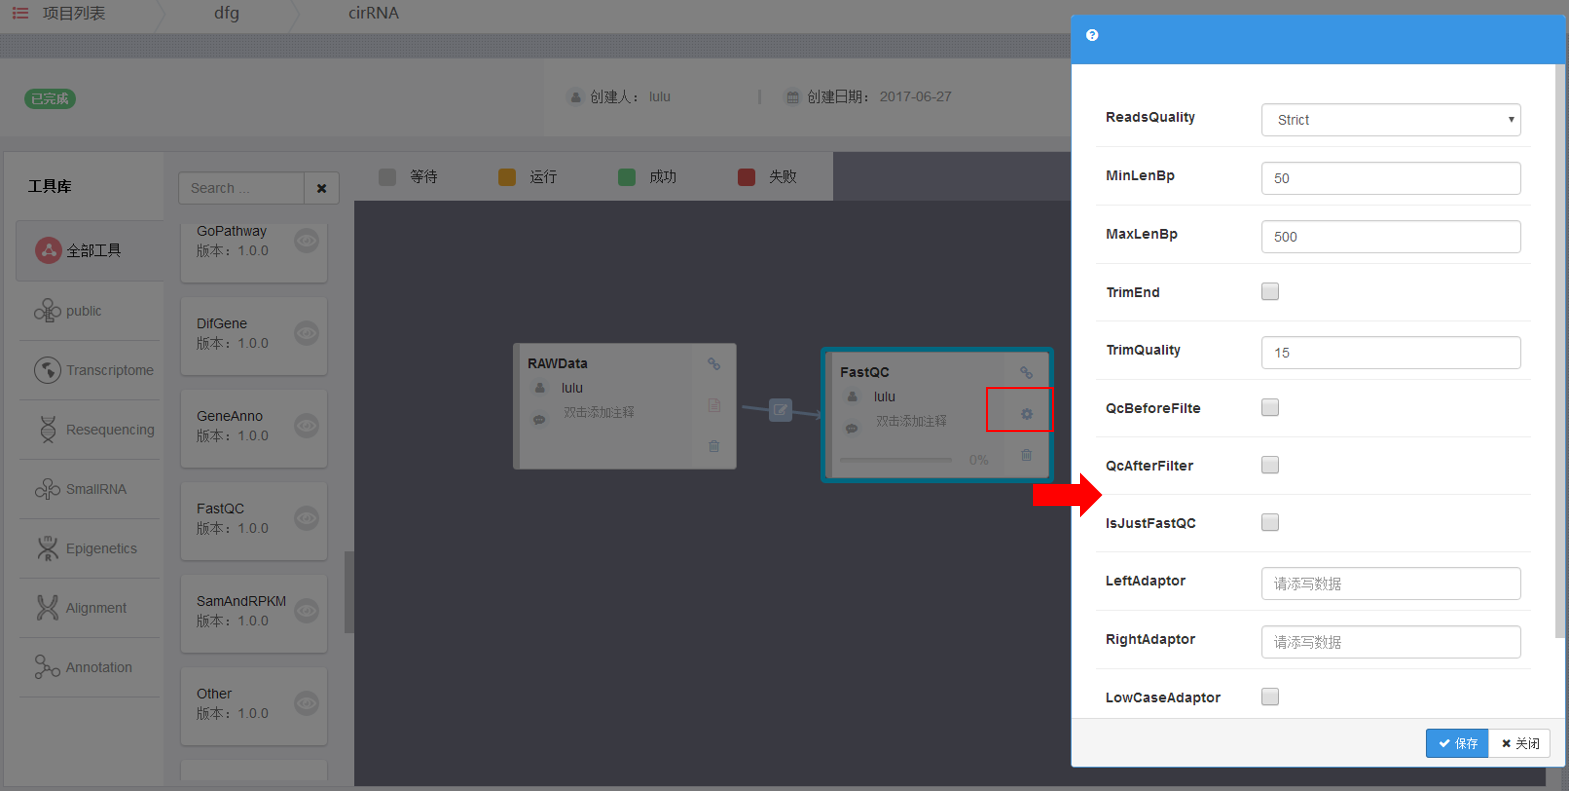 项目列表
dfg
cirRNA
已完成
创建人： lulu
创建日期： 2017-06-27
工具库
全部工具
public
Transcriptome
Resequencing
SmallRNA
Epigenetics
Alignment
Annotation
Search ...
GoPathway
版本：1.0.0
DifGene
版本：1.0.0
GeneAnno
版本：1.0.0
FastQC
版本：1.0.0
SamAndRPKM
版本：1.0.0
Other
版本：1.0.0
等待
运行
成功
失败
RAWData
lulu
双击添加注释
FastQC
lulu
双击添加注释
0%
ReadsQuality Strict
MinLenBp 50
MaxLenBp 500
TrimEnd
TrimQuality 15
QcBeforeFilte
QcAfterFilter
IsJustFastQC
LeftAdaptor 请添写数据
RightAdaptor 请添写数据
LowCaseAdaptor
保存 关闭